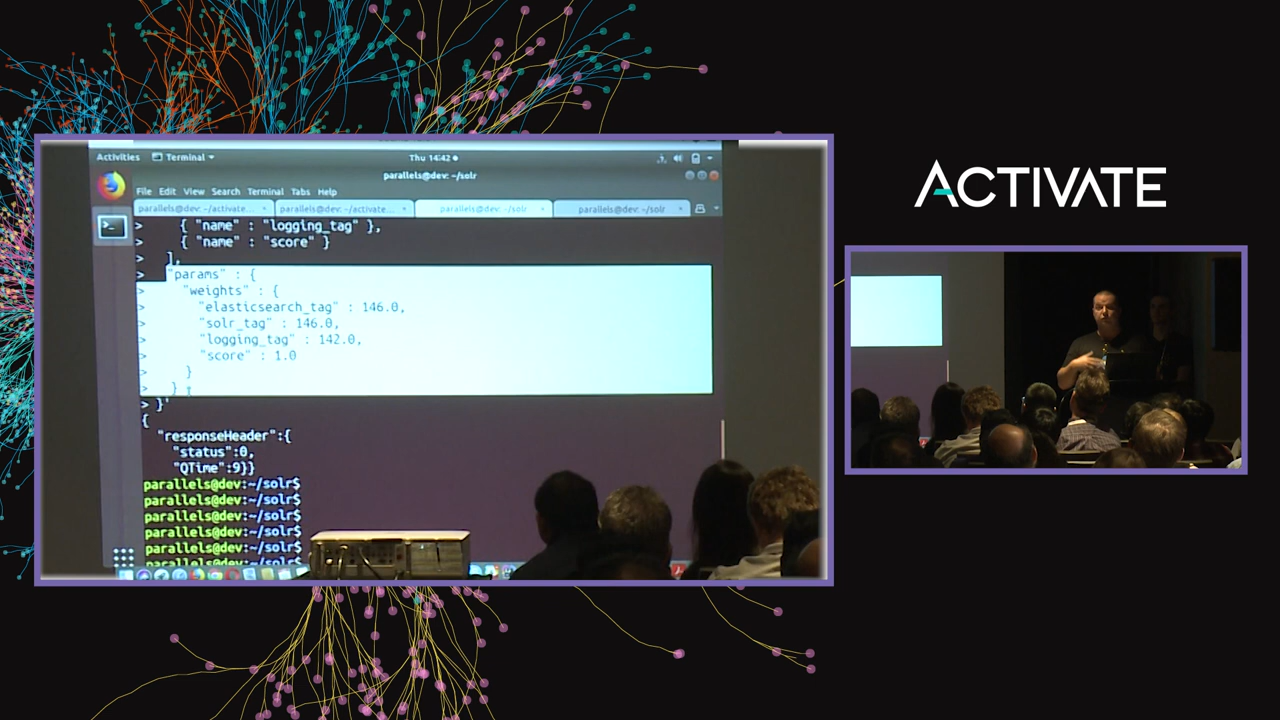 Activities Terminal Thu 14:42
parallels@dev: ~/solr
File Edit View Search Terminal Tabs Help
parallels@dev: ~/activate... × parallels@dev: ~/activate... × parallels@dev: ~/solr × parallels@dev: ~/solr ×
> { "name" : "logging_tag" },
> { "name" : "score" }
> ],
> "params" : {
> "weights" : {
> "elasticsearch_tag" : 146.0,
> "solr_tag" : 146.0,
> "logging_tag" : 142.0,
> "score" : 1.0
> }
> }
> }'
{
"responseHeader":{
"status":0,
"QTime":9}}
parallels@dev:~/solr$
parallels@dev:~/solr$
parallels@dev:~/solr$
parallels@dev:~/solr$
parallels@dev:~/solr$
parallels@dev:~/solr$
ACTIVATE